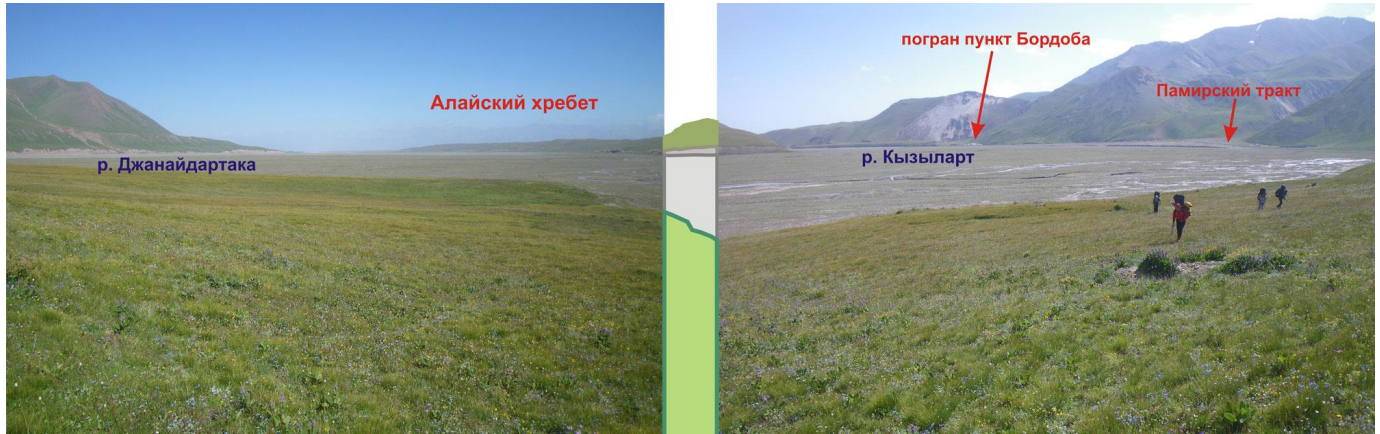 Алайский хребет
р. Джанайдартака
погран пункт Бордоба
Памирский тракт
р. Кызыларт